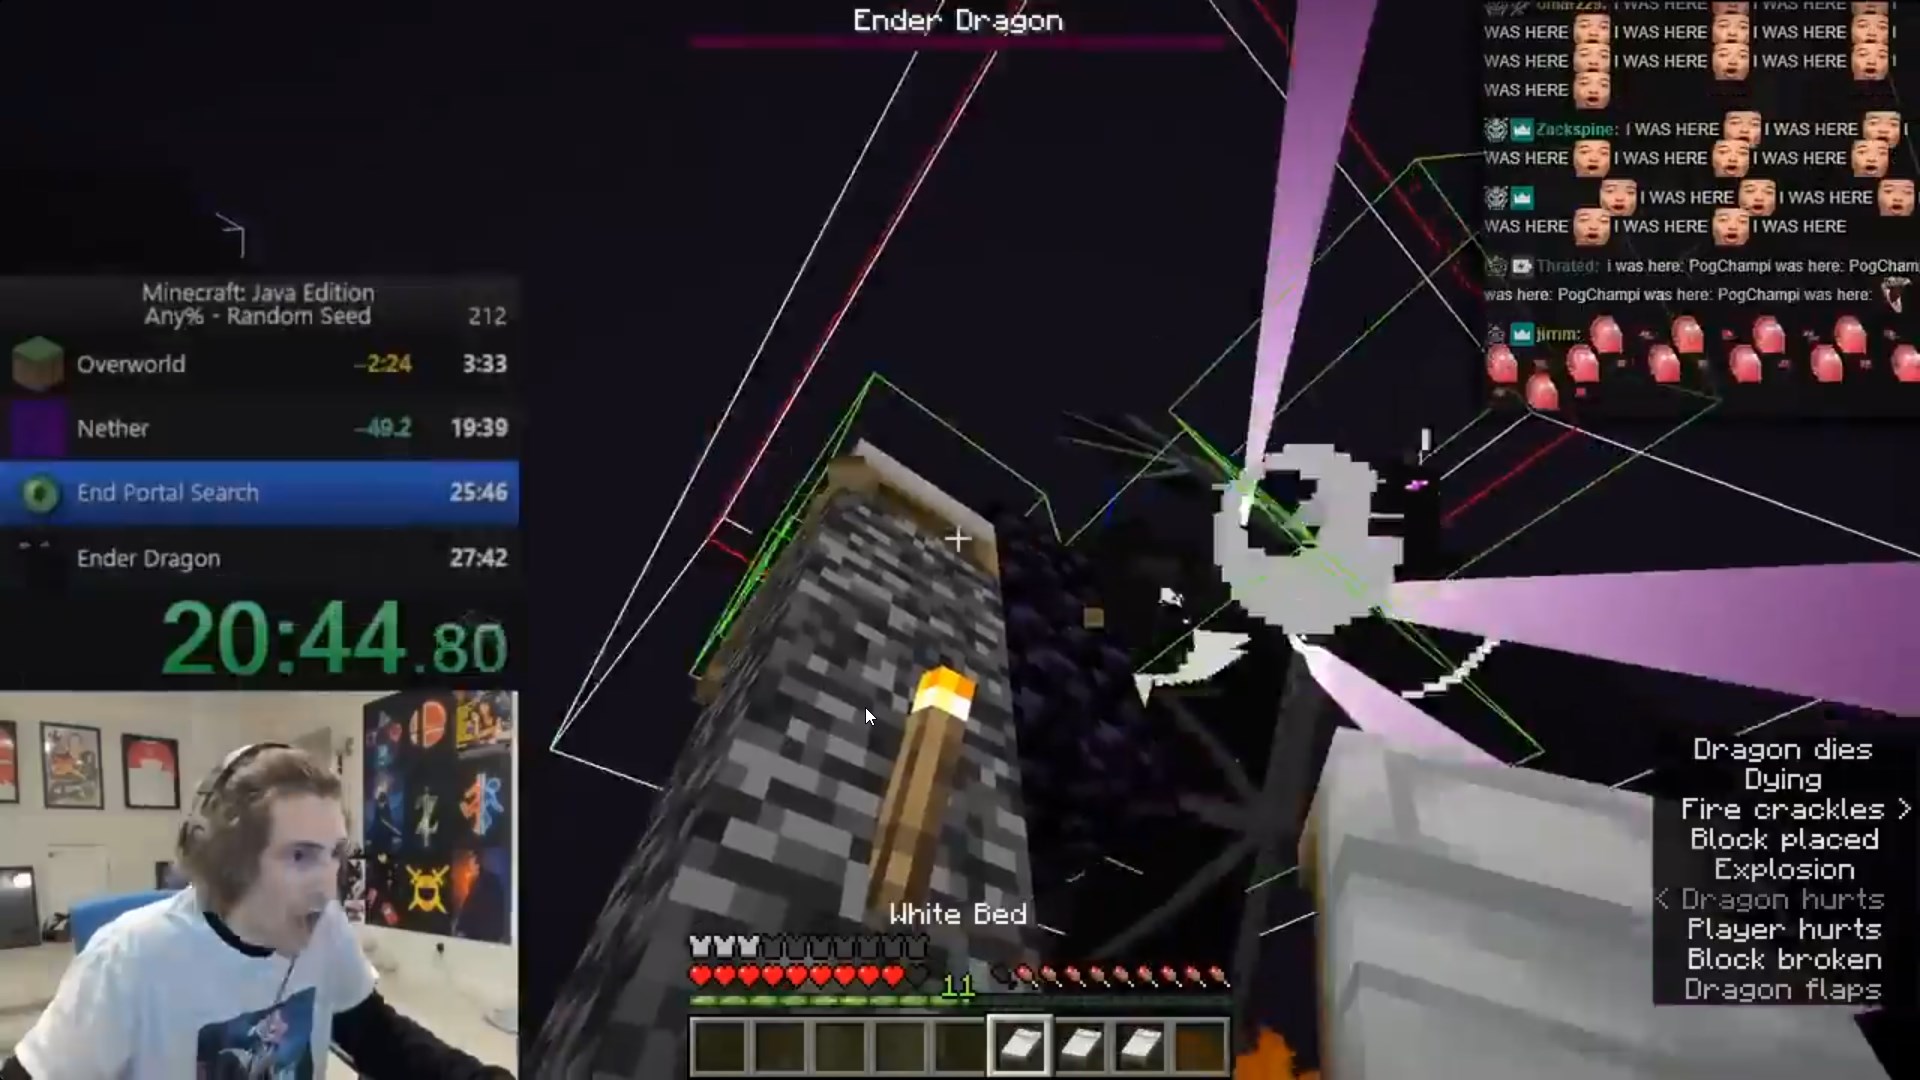 Ender Dragon
Minecraft: Java Edition
Any% - Random Seed 212
Overworld -2:24 3:33
Nether -49.2 19:39
End Portal Search 25:46
Ender Dragon 27:42
20:44.80
I WAS HERE I WAS HERE
WAS HERE I WAS HERE I WAS HERE I
WAS HERE I WAS HERE I WAS HERE I
WAS HERE
Zackspine: I WAS HERE I WAS HERE I
WAS HERE I WAS HERE I WAS HERE
I WAS HERE I WAS HERE I
WAS HERE I WAS HERE I WAS HERE
Thrated: i was here: PogChampi was here: PogCham
was here: PogChampi was here: PogChampi was here:
jimm:
Dragon dies
Dying
Fire crackles >
Block placed
Explosion
< Dragon hurts
Player hurts
Block broken
Dragon flaps
White Bed
11